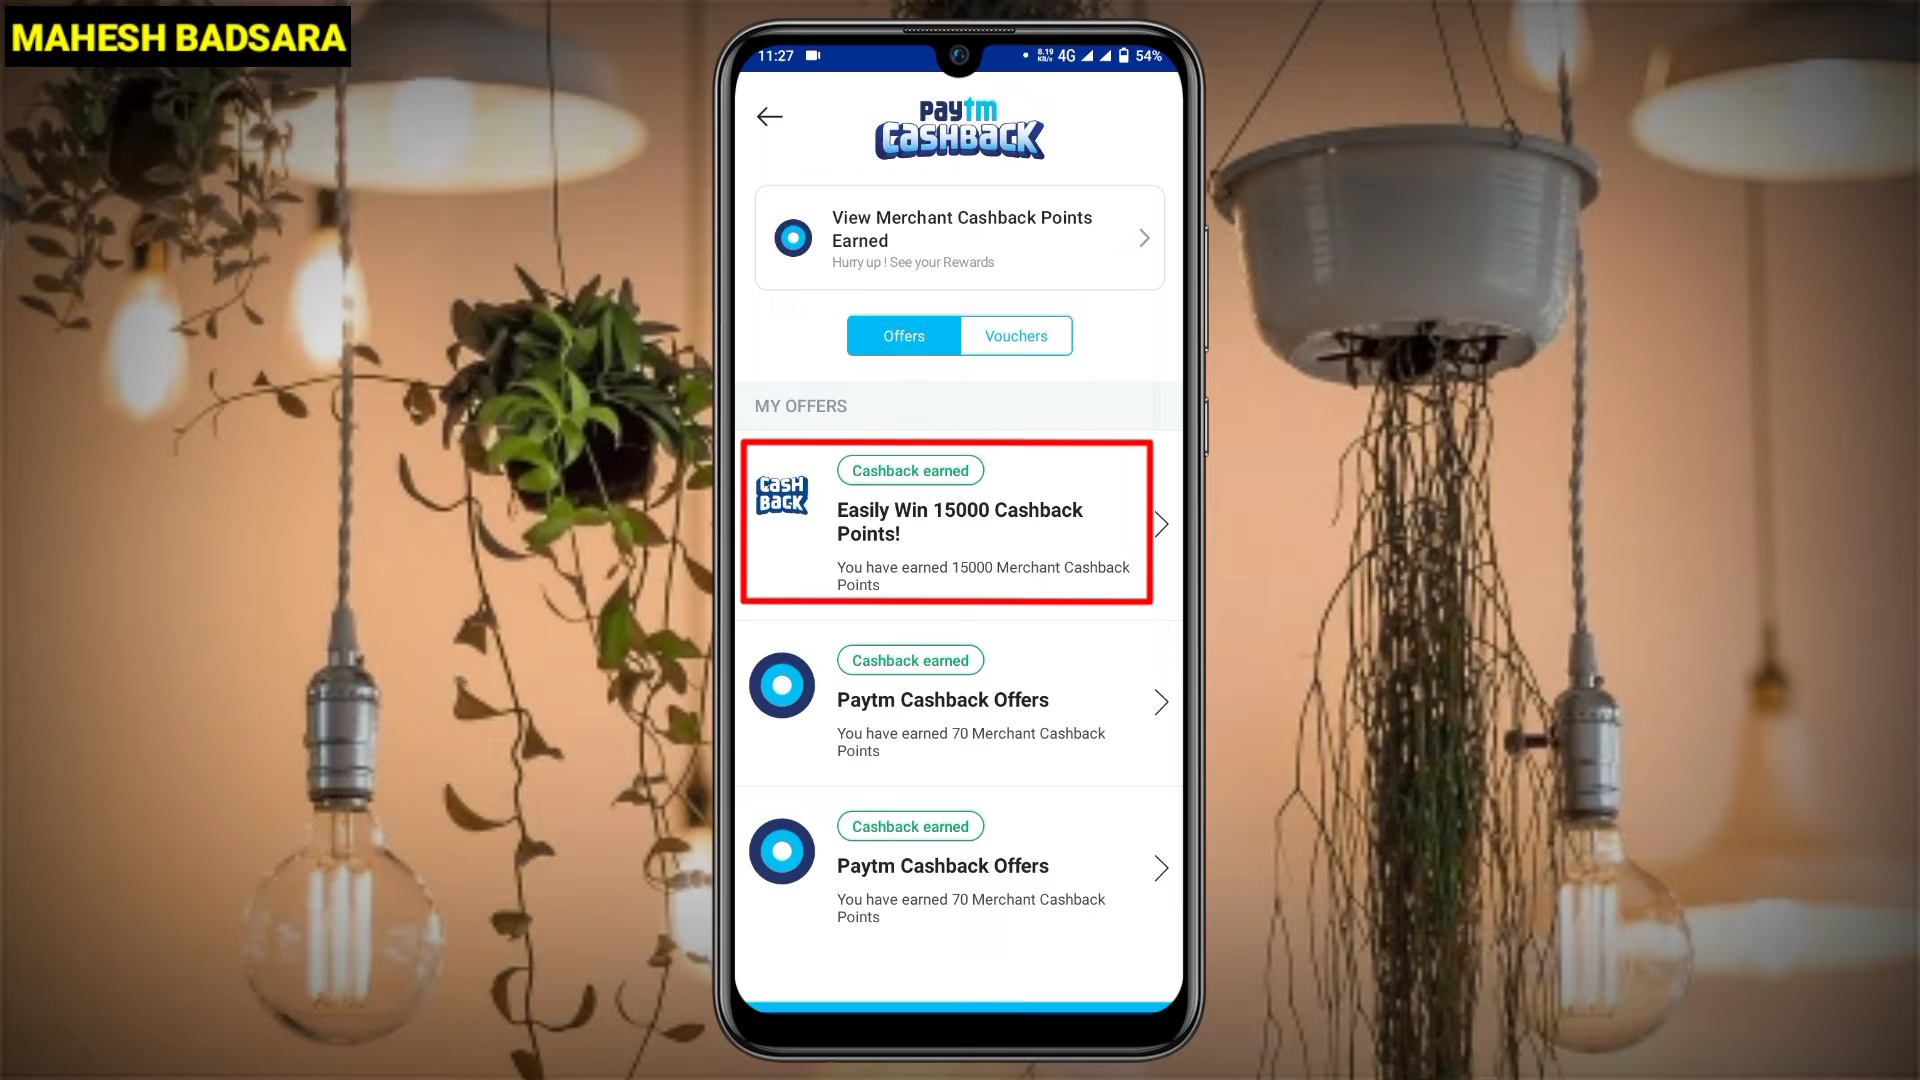 MAHESH BADSARA
11:27
8.19
KB/s
4G
54%
paytm
CASHBACK
View Merchant Cashback Points
Earned
Hurry up ! See your Rewards
Offers
Vouchers
MY OFFERS
CASH
BACK
Cashback earned
Easily Win 15000 Cashback
Points!
You have earned 15000 Merchant Cashback
Points
Cashback earned
Paytm Cashback Offers
You have earned 70 Merchant Cashback
Points
Cashback earned
Paytm Cashback Offers
You have earned 70 Merchant Cashback
Points